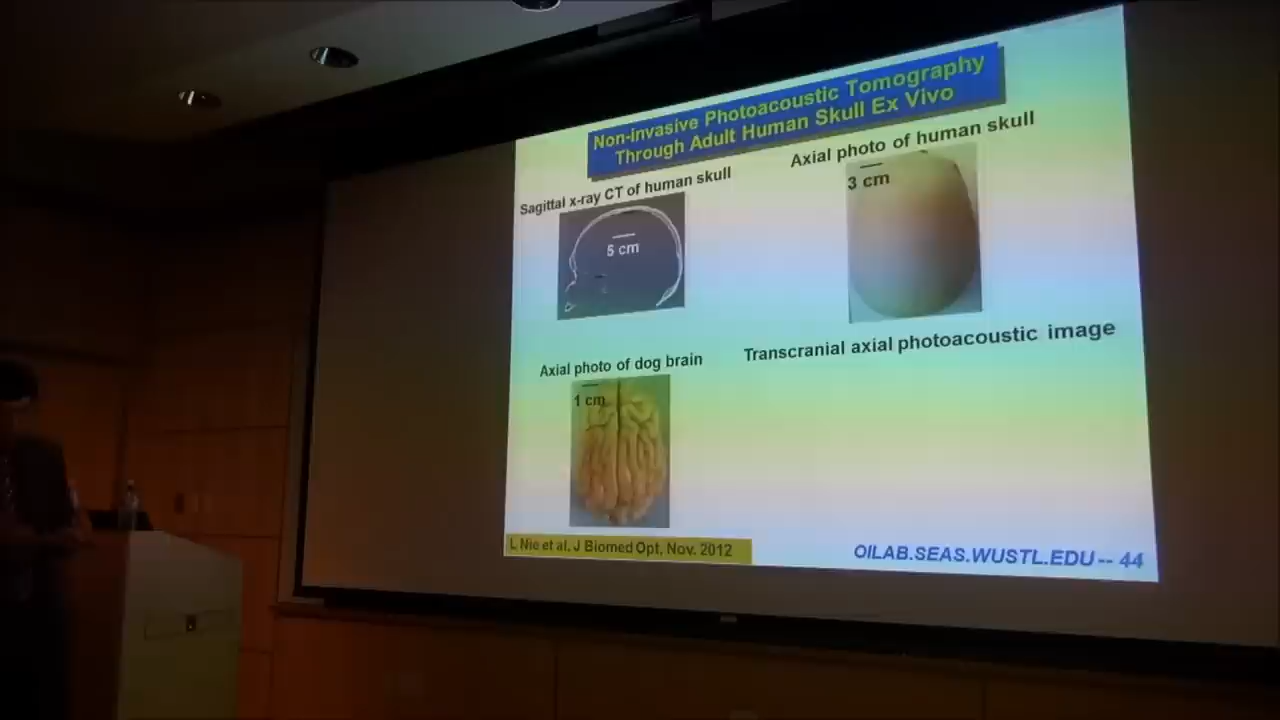 Non-Invasive Photoacoustic Tomography
Through Adult Human Skull Ex Vivo
Sagittal x-ray CT of human skull
5 cm
Axial photo of human skull
3 cm
Axial photo of dog brain
1 cm
Transcranial axial photoacoustic image
L Nie et al, J Biomed Opt, Nov. 2012
OILAB.SEAS.WUSTL.EDU -- 44